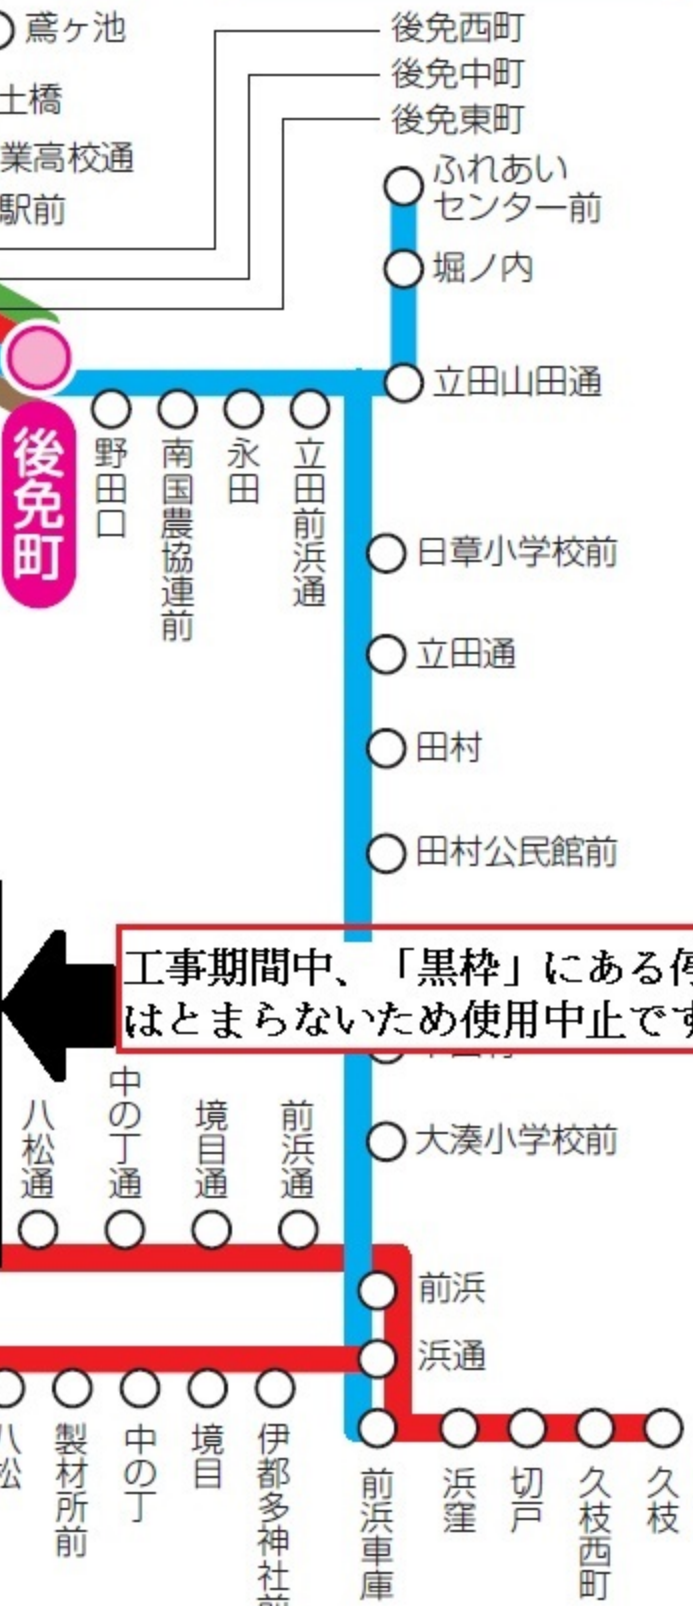 鳶ヶ池
土橋
業高校通
駅前
後免西町
後免中町
後免東町
ふれあい
センター前
堀ノ内
立田山田通
後免町
野田口
南国農協連前
永田
立田前浜通
日章小学校前
立田通
田村
田村公民館前
工事期間中、「黒枠」にある停
はとまらないため使用中止です
大湊小学校前
八松通
中の丁通
境目通
前浜通
前浜
浜通
八松
製材所前
中の丁
境目
伊都多神社前
前浜車庫
浜窪
切戸
久枝西町
久枝